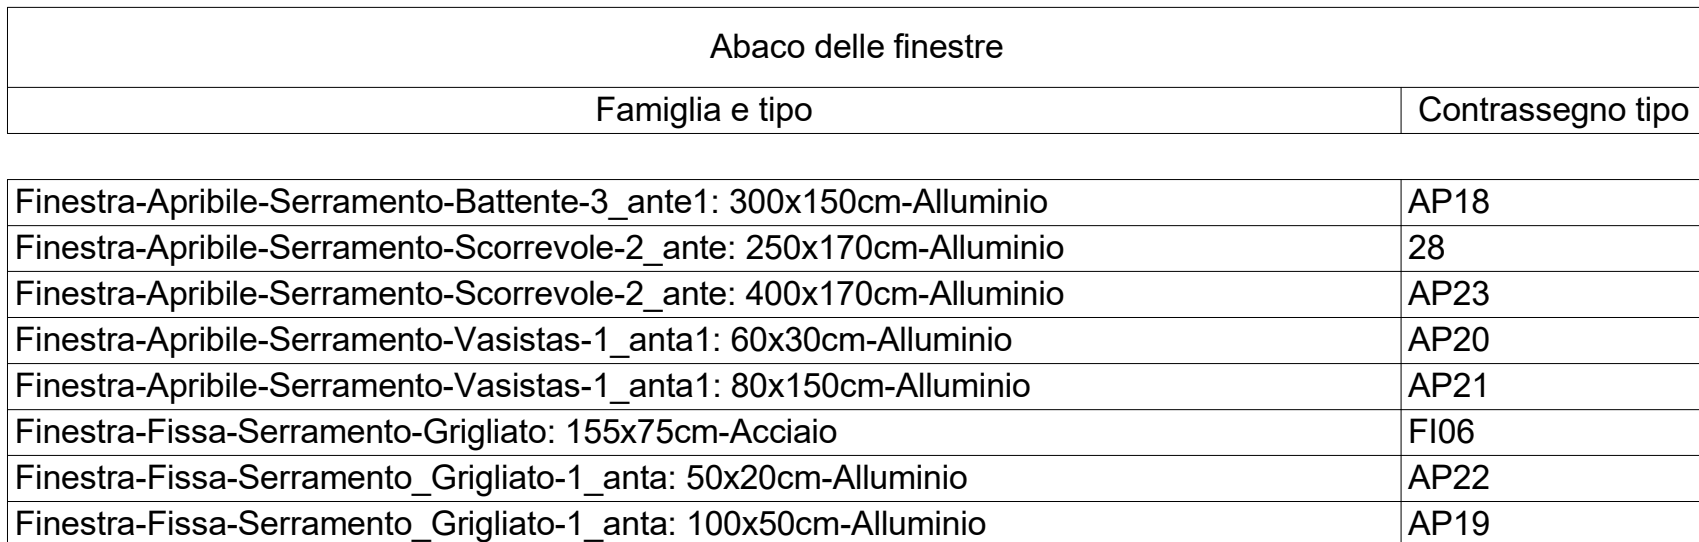 Abaco delle finestre
Famiglia e tipo Contrassegno tipo
Finestra-Apribile-Serramento-Battente-3_ante1: 300x150cm-Alluminio AP18
Finestra-Apribile-Serramento-Scorrevole-2_ante: 250x170cm-Alluminio 28
Finestra-Apribile-Serramento-Scorrevole-2_ante: 400x170cm-Alluminio AP23
Finestra-Apribile-Serramento-Vasistas-1_anta1: 60x30cm-Alluminio AP20
Finestra-Apribile-Serramento-Vasistas-1_anta1: 80x150cm-Alluminio AP21
Finestra-Fissa-Serramento-Grigliato: 155x75cm-Acciaio FI06
Finestra-Fissa-Serramento_Grigliato-1_anta: 50x20cm-Alluminio AP22
Finestra-Fissa-Serramento_Grigliato-1_anta: 100x50cm-Alluminio AP19